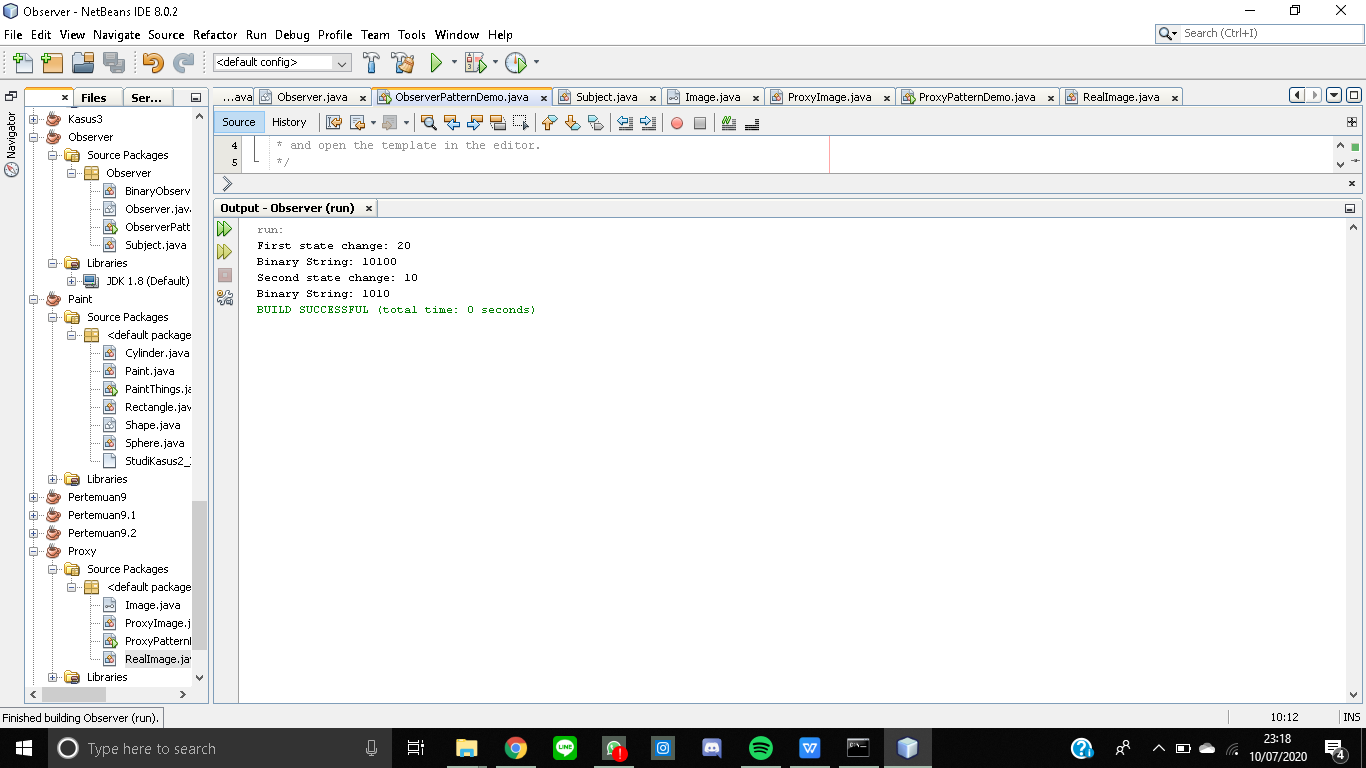 Observer - NetBeans IDE 8.0.2
File Edit View Navigate Source Refactor Run Debug Profile Team Tools Window Help
Search (Ctrl+I)
<default config>
Files Ser...
...ava Observer.java ObserverPatternDemo.java Subject.java Image.java ProxyImage.java ProxyPatternDemo.java RealImage.java
Navigator
Source History
4 * and open the template in the editor.
5 */
Kasus3
Observer
Source Packages
Observer
BinaryObserv
Observer.java
ObserverPatt
Subject.java
Libraries
JDK 1.8 (Default)
Paint
Source Packages
<default package
Cylinder.java
Paint.java
PaintThings.ja
Rectangle.jav
Shape.java
Sphere.java
StudiKasus2_
Libraries
Pertemuan9
Pertemuan9.1
Pertemuan9.2
Proxy
Source Packages
<default package
Image.java
ProxyImage.j
ProxyPattern
RealImage.jav
Libraries
Output - Observer (run)
run:
First state change: 20
Binary String: 10100
Second state change: 10
Binary String: 1010
BUILD SUCCESSFUL (total time: 0 seconds)
Finished building Observer (run).
10:12 INS
Type here to search
23:18
10/07/2020
4